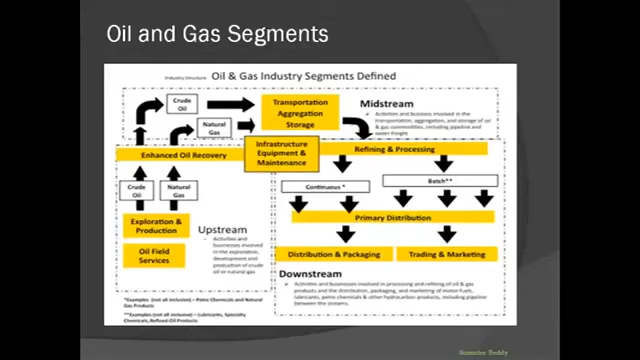 Oil and Gas Segments
Industry Structure Oil & Gas Industry Segments Defined
Crude
Oil
Natural
Gas
Transportation
Aggregation
Storage
Midstream
– Activities and business involved in the
transportation, aggregation, and storage of oil
& gas commodities, including pipeline and
water freight
Enhanced Oil Recovery
Infrastructure
Equipment &
Maintenance
Refining & Processing
Crude
Oil
Natural
Gas
Continuous *
Batch**
Exploration &
Production
Oil Field
Services
Upstream
– Activities and
businesses involved
in the exploration,
development and
production of crude
oil or natural gas
Primary Distribution
Distribution & Packaging
Trading & Marketing
Downstream
– Activities and businesses involved in processing and refining of oil & gas
products and the distribution, packaging, and marketing of motor fuels,
lubricants, petro chemicals & other hydrocarbon products, including pipeline
between the streams.
*Examples (not all inclusive) – Petro Chemicals and Natural
Gas Products
**Examples (not all inclusive) – Lubricants, Specialty
Chemicals, Refined Oil Products
Reddy